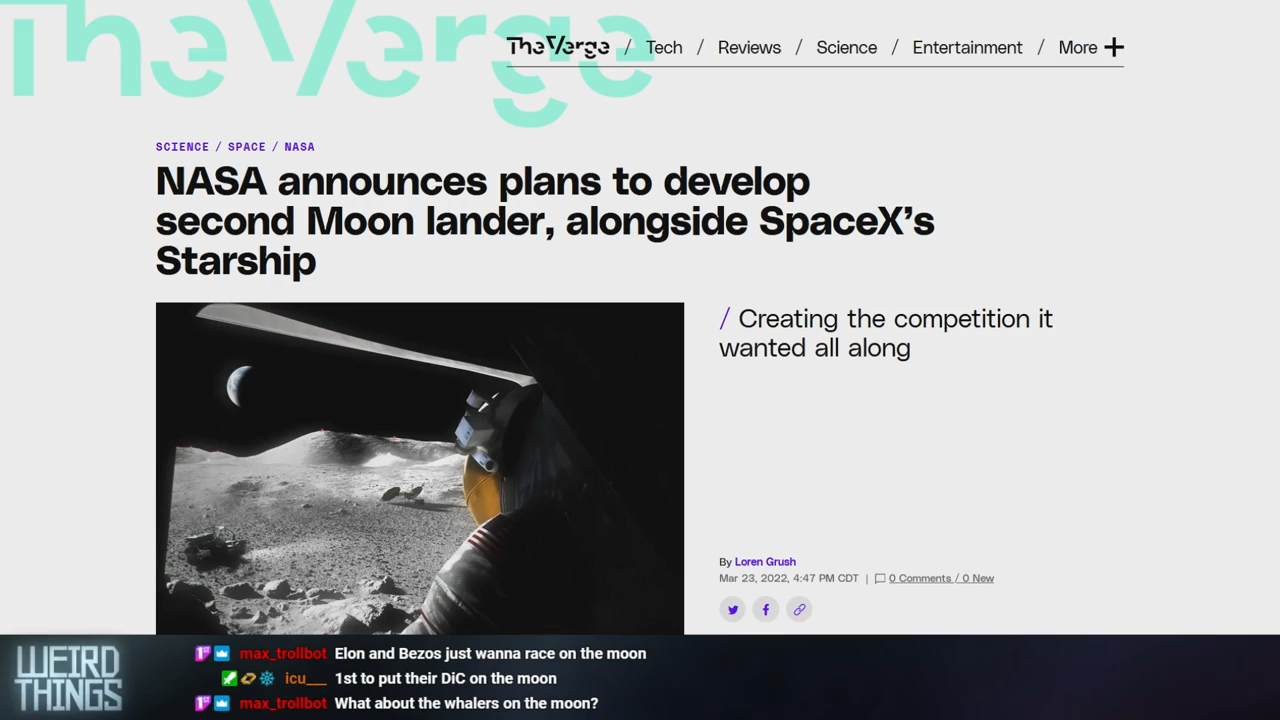 The Verge
The Verge / Tech / Reviews / Science / Entertainment / More +
SCIENCE / SPACE / NASA
NASA announces plans to develop
second Moon lander, alongside SpaceX’s
Starship
/ Creating the competition it
wanted all along
By Loren Grush
Mar 23, 2022, 4:47 PM CDT | 0 Comments / 0 New
WEIRD
THINGS
max_trollbot Elon and Bezos just wanna race on the moon
icu___ 1st to put their DiC on the moon
max_trollbot What about the whalers on the moon?